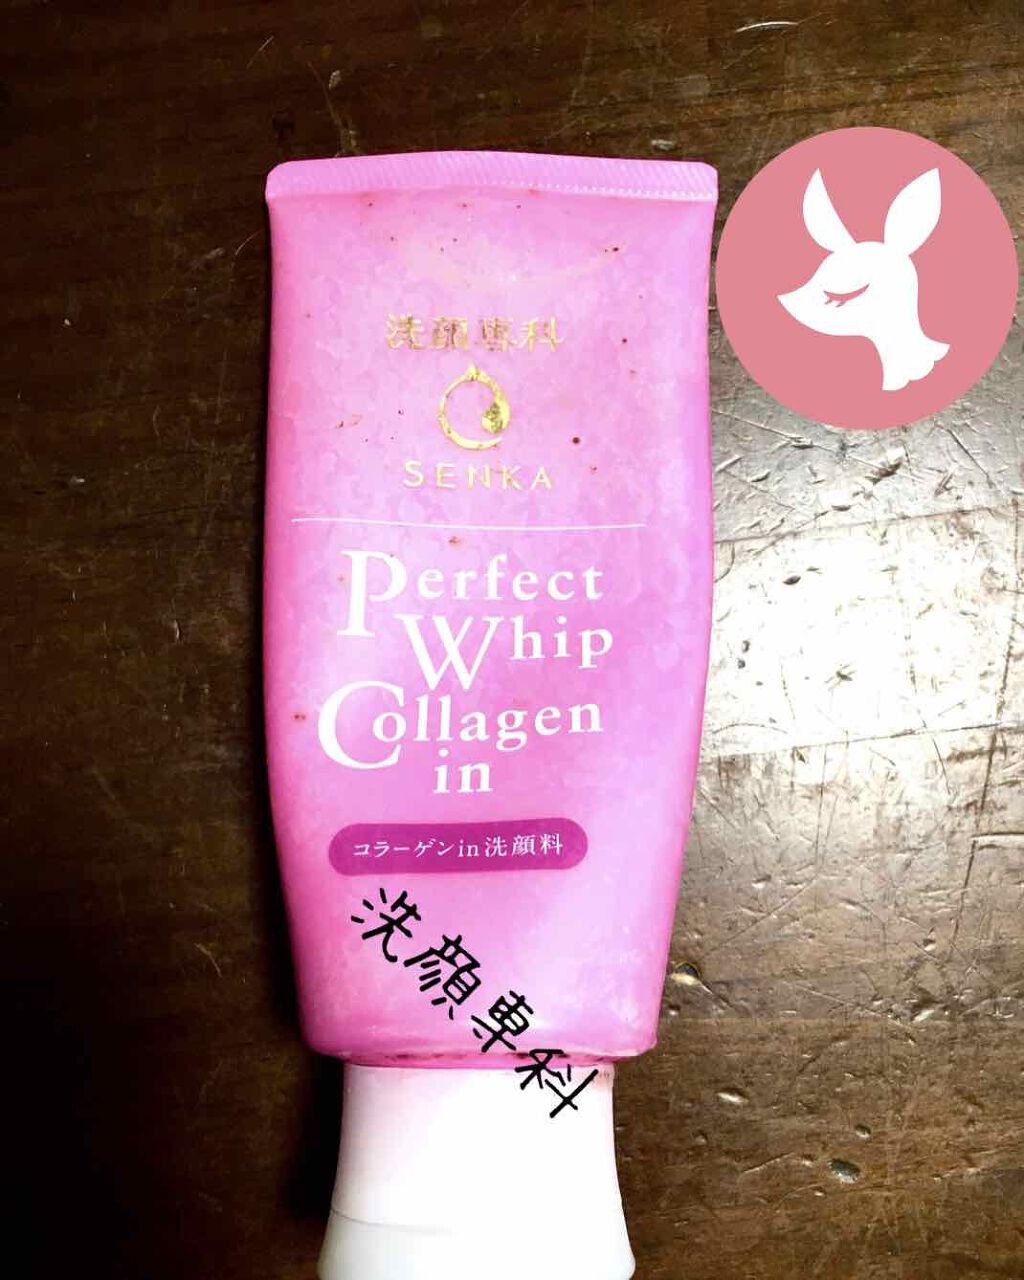 洗顔専科
SENKA
Perfect
Whip
Collagen
in
コラーゲンin洗顔料
洗顔専科